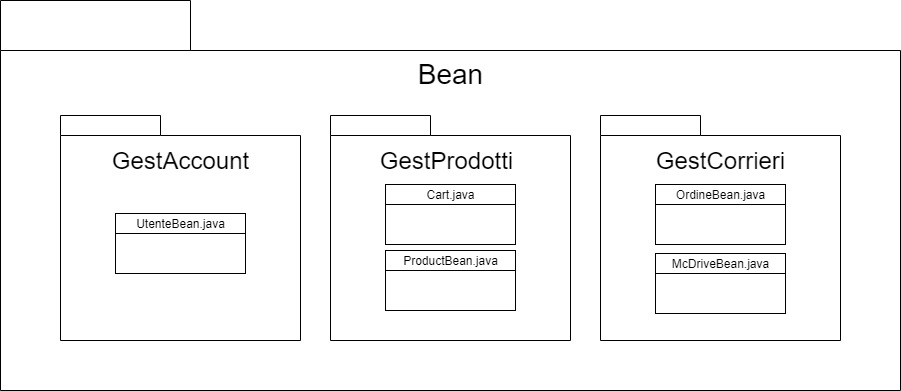 Bean
GestAccount
UtenteBean.java
GestProdotti
Cart.java
ProductBean.java
GestCorrieri
OrdineBean.java
McDriveBean.java